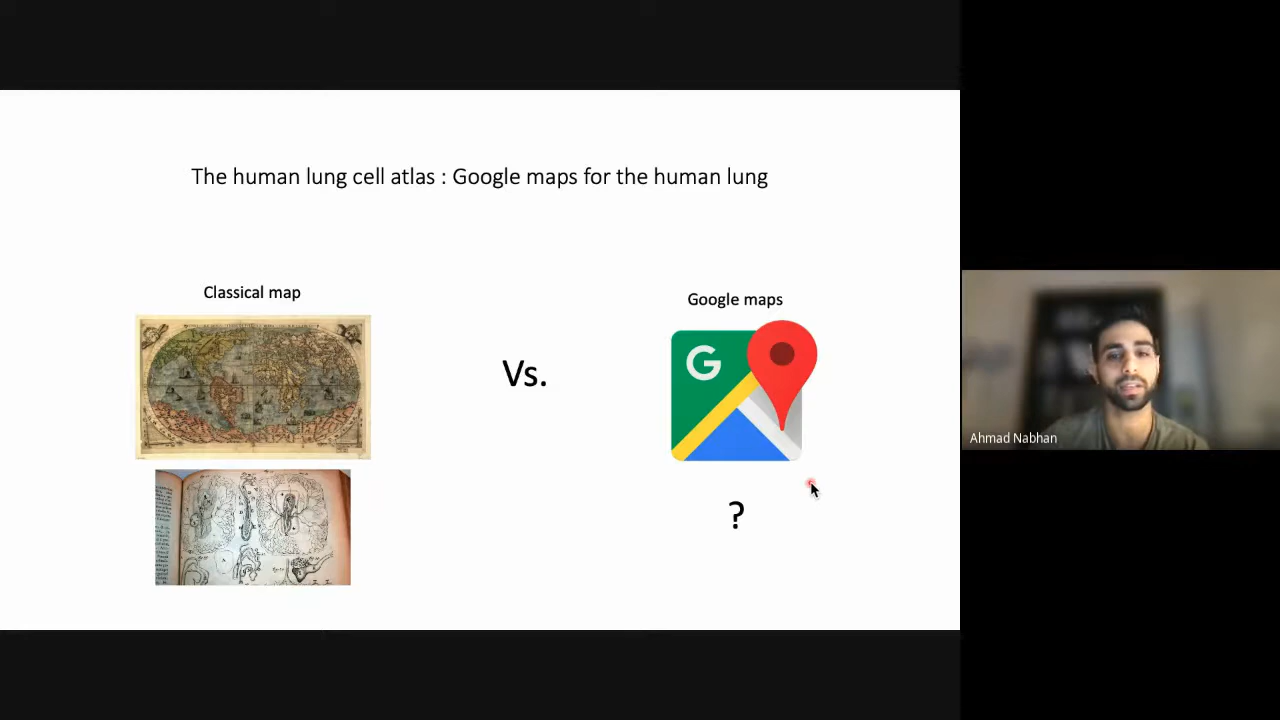 The human lung cell atlas : Google maps for the human lung
Classical map
Google maps
Vs.
G
?
Ahmad Nabhan